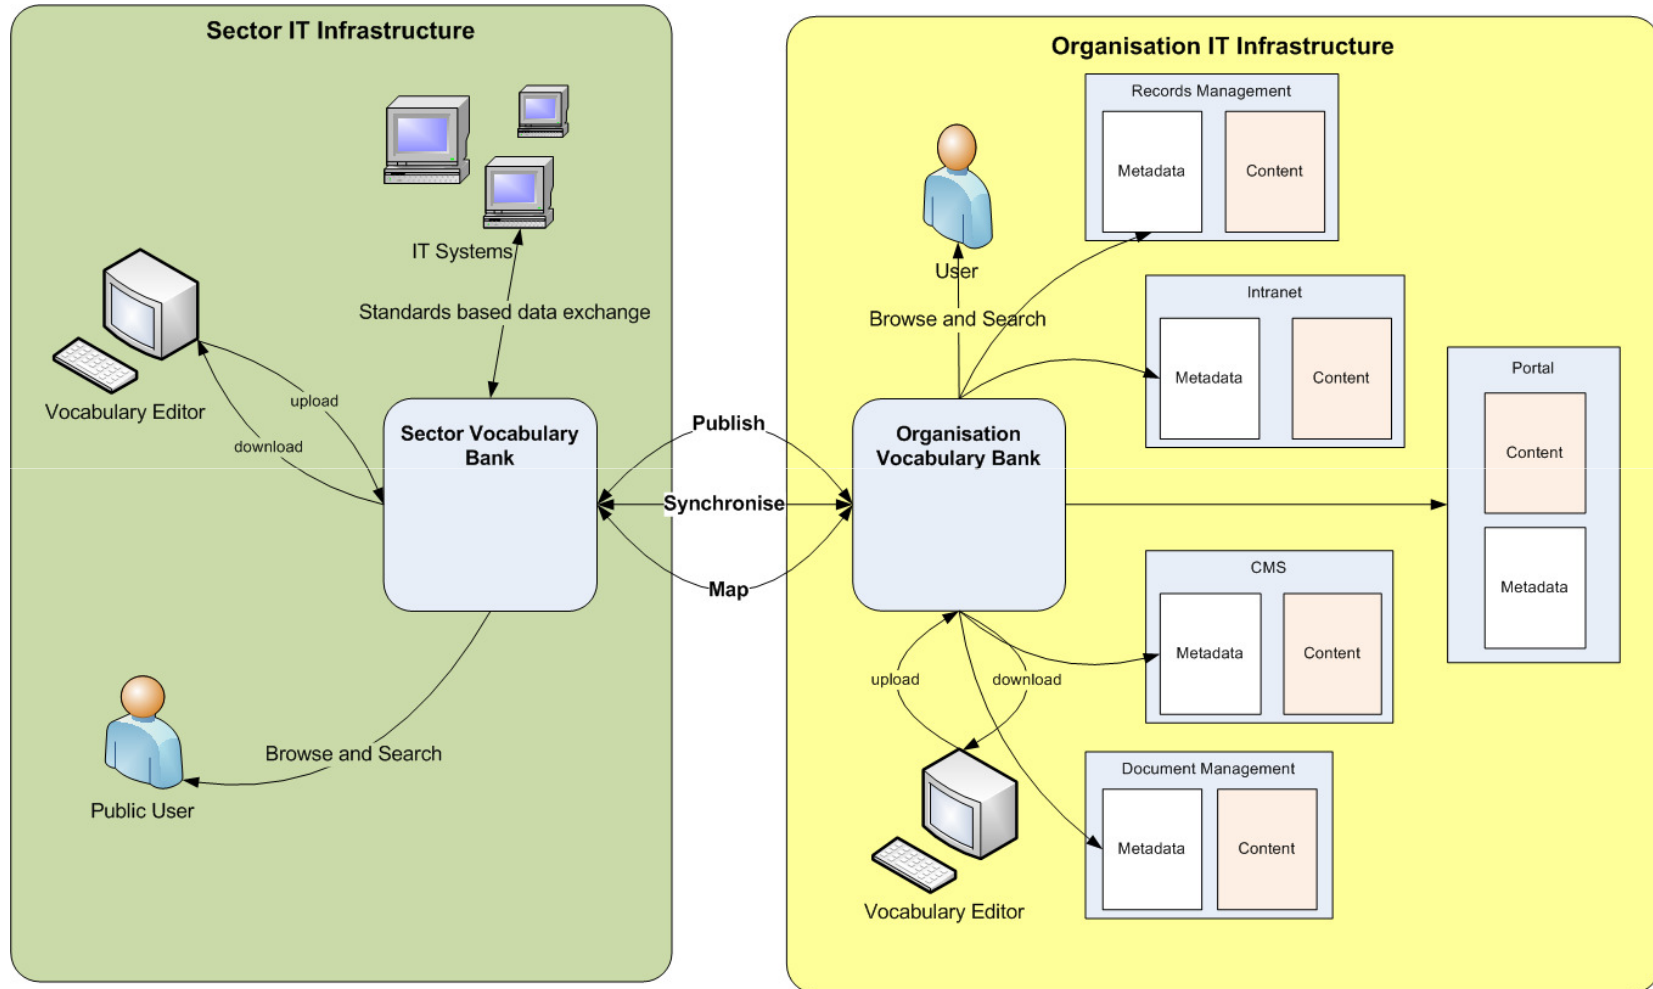 Sector IT Infrastructure
IT Systems
Standards based data exchange
Vocabulary Editor
upload
download
Sector Vocabulary
Bank
Browse and Search
Public User
Publish
Synchronise
Map
Organisation IT Infrastructure
User
Browse and Search
Organisation
Vocabulary Bank
upload
download
Vocabulary Editor
Records Management
Metadata
Content
Intranet
Metadata
Content
Portal
Content
Metadata
CMS
Metadata
Content
Document Management
Metadata
Content